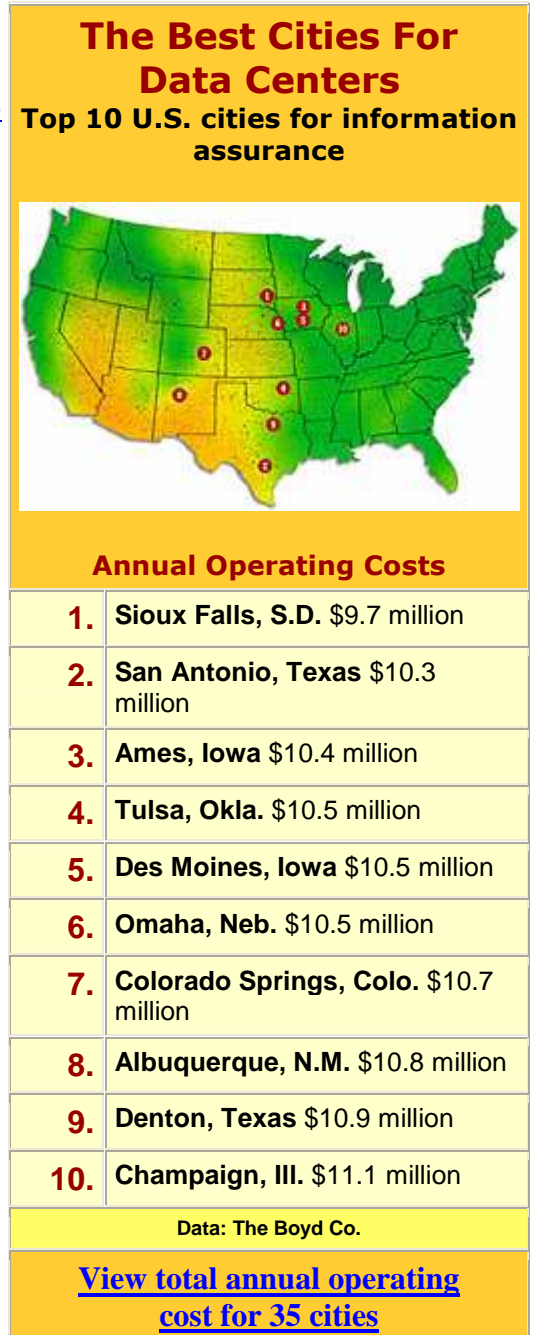 The Best Cities For
Data Centers
Top 10 U.S. cities for information
assurance
Annual Operating Costs
1. Sioux Falls, S.D. $9.7 million
2. San Antonio, Texas $10.3
million
3. Ames, Iowa $10.4 million
4. Tulsa, Okla. $10.5 million
5. Des Moines, Iowa $10.5 million
6. Omaha, Neb. $10.5 million
7. Colorado Springs, Colo. $10.7
million
8. Albuquerque, N.M. $10.8 million
9. Denton, Texas $10.9 million
10. Champaign, Ill. $11.1 million
Data: The Boyd Co.
View total annual operating
cost for 35 cities